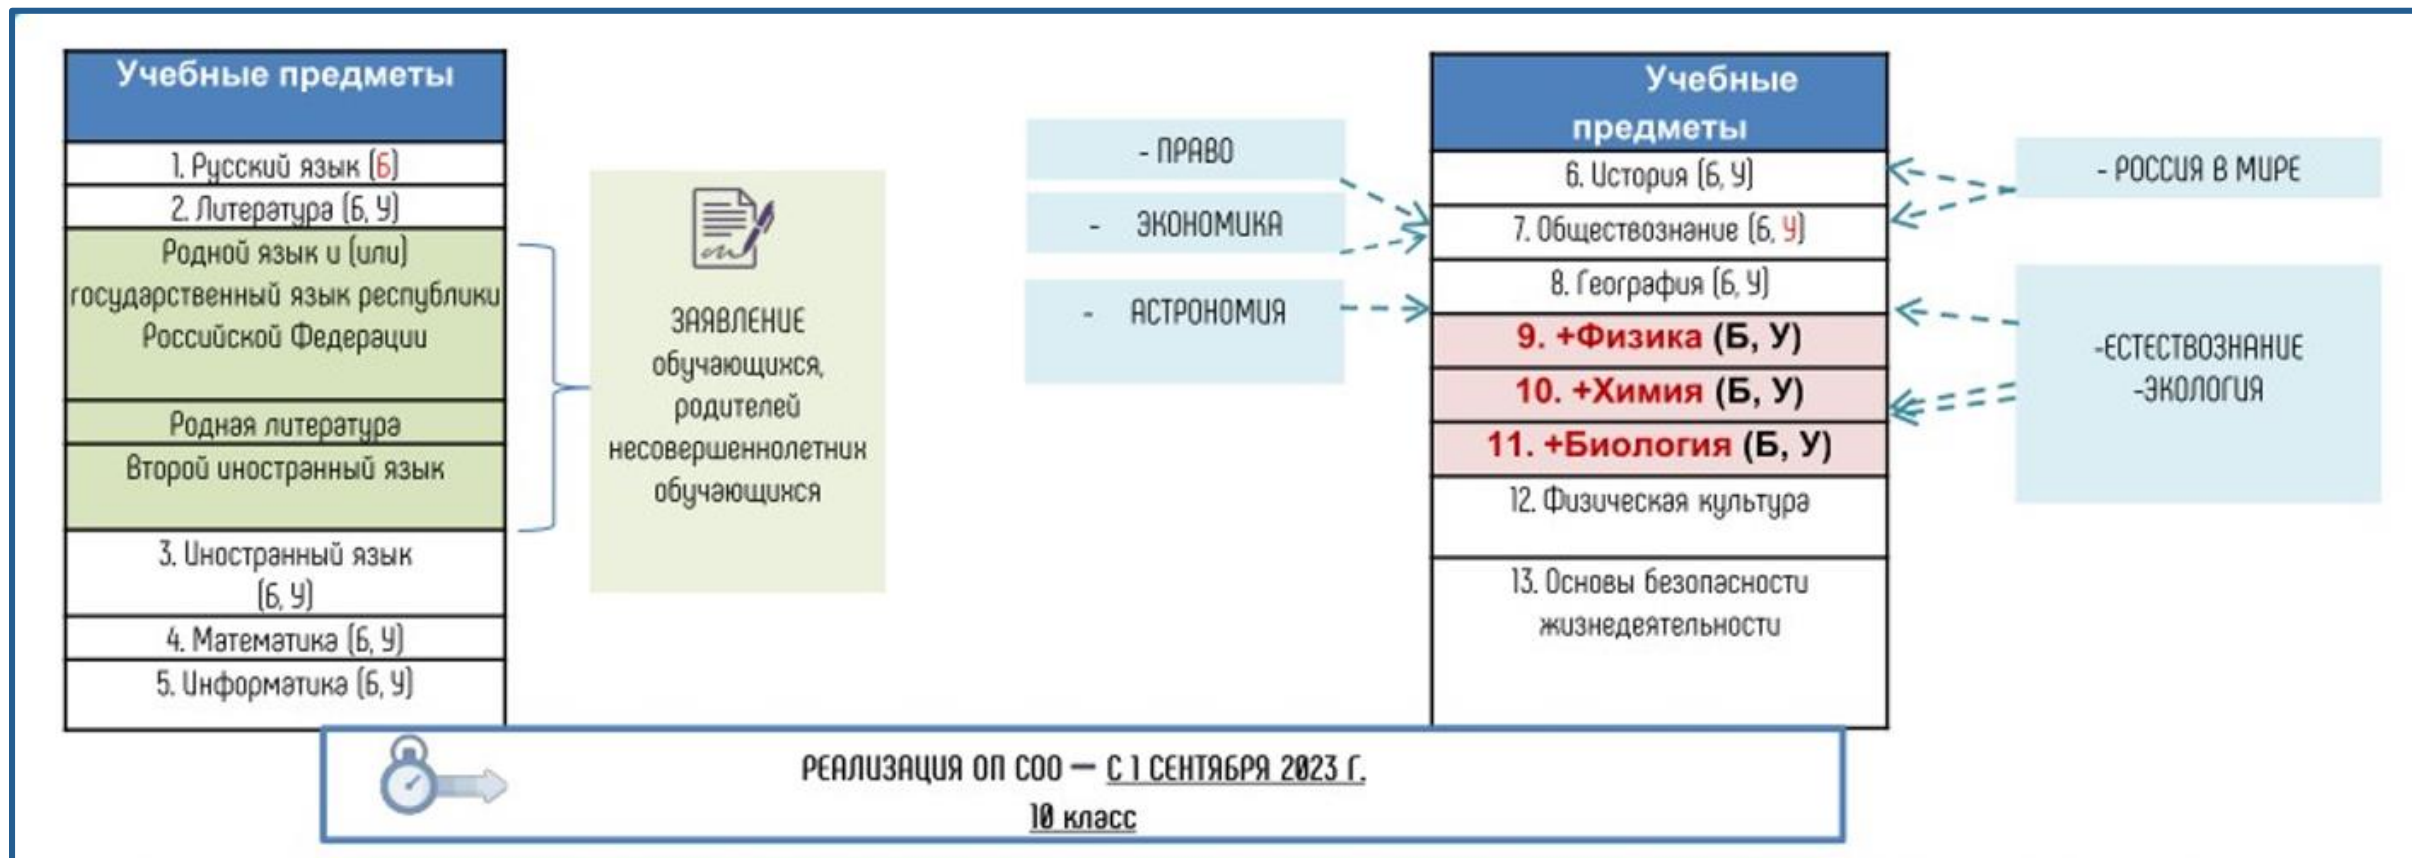 Учебные предметы
1. Русский язык (Б)
2. Литература (Б, У)
Родной язык и (или)
государственный язык республики
Российской Федерации
Родная литература
Второй иностранный язык
3. Иностранный язык
(Б, У)
4. Математика (Б, У)
5. Информатика (Б, У)
ЗАЯВЛЕНИЕ
обучающихся,
родителей
несовершеннолетних
обучающихся
- ПРАВО
- ЭКОНОМИКА
- АСТРОНОМИЯ
Учебные
предметы
6. История (Б, У)
7. Обществознание (Б, У)
8. География (Б, У)
9. +Физика (Б, У)
10. +Химия (Б, У)
11. +Биология (Б, У)
12. Физическая культура
13. Основы безопасности
жизнедеятельности
- РОССИЯ В МИРЕ
-ЕСТЕСТВОЗНАНИЕ
-ЭКОЛОГИЯ
РЕАЛИЗАЦИЯ ОП СОО — С 1 СЕНТЯБРЯ 2023 Г.
10 класс